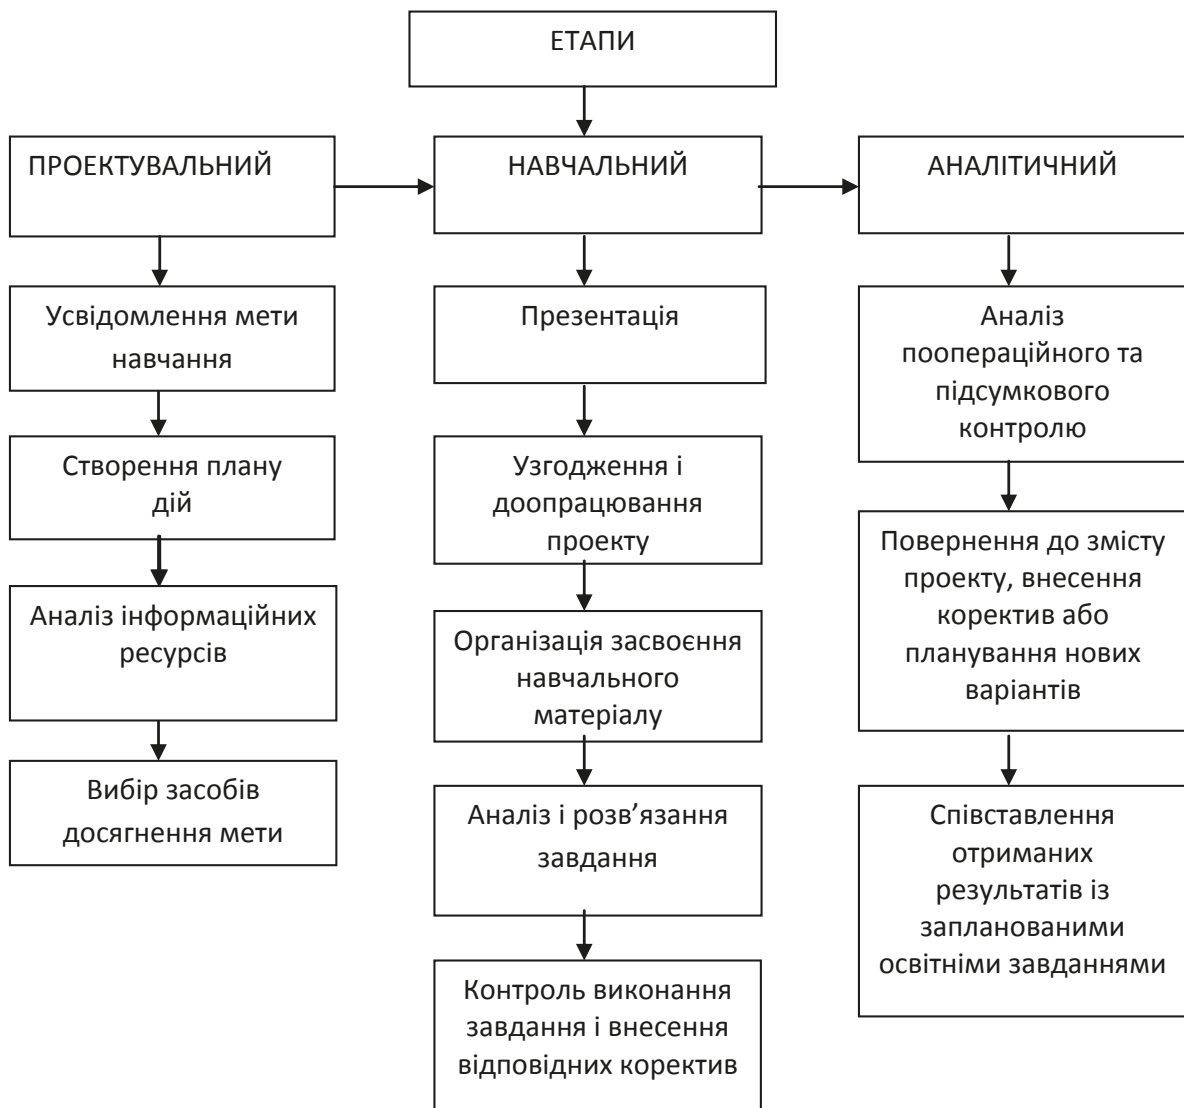 ЕТАПИ
ПРОЕКТУВАЛЬНИЙ
НАВЧАЛЬНИЙ
АНАЛІТИЧНИЙ
Усвідомлення мети
навчання
Створення плану
дій
Аналіз інформаційних
ресурсів
Вибір засобів
досягнення мети
Презентація
Узгодження і
доопрацювання
проекту
Організація засвоєння
навчального
матеріалу
Аналіз і розв’язання
завдання
Контроль виконання
завдання і внесення
відповідних коректив
Аналіз
поопераційного та
підсумкового
контролю
Повернення до змісту
проекту, внесення
коректив або
планування нових
варіантів
Співставлення
отриманих
результатів із
запланованими
освітніми завданнями